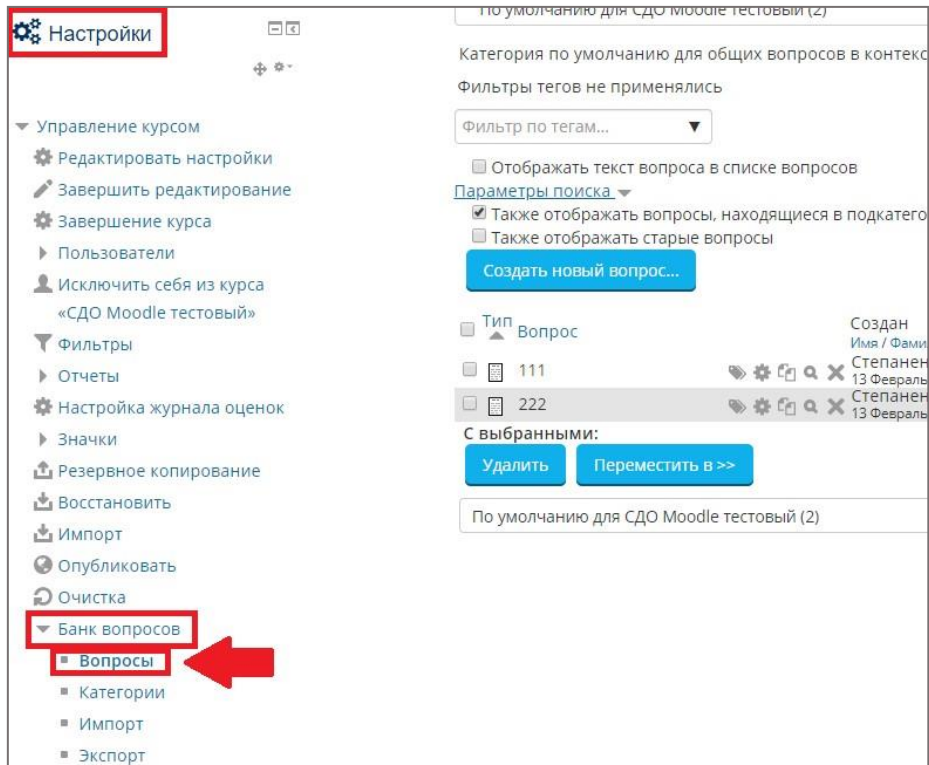 Настройки
Управление курсом
Редактировать настройки
Завершить редактирование
Завершение курса
Пользователи
Исключить себя из курса
«СДО Moodle тестовый»
Фильтры
Отчеты
Настройка журнала оценок
Значки
Резервное копирование
Восстановить
Импорт
Опубликовать
Очистка
Банк вопросов
Вопросы
Категории
Импорт
Экспорт
По умолчанию для СДО Moodle тестовый (2)
Категория по умолчанию для общих вопросов в контекс
Фильтры тегов не применялись
Фильтр по тегам...
Отображать текст вопроса в списке вопросов
Параметры поиска
Также отображать вопросы, находящиеся в подкатего
Также отображать старые вопросы
Создать новый вопрос...
Тип Вопрос Создан
Имя / Фами
111 Степанен
13 Февраль
222 Степанен
13 Февраль
С выбранными:
Удалить Переместить в >>
По умолчанию для СДО Moodle тестовый (2)